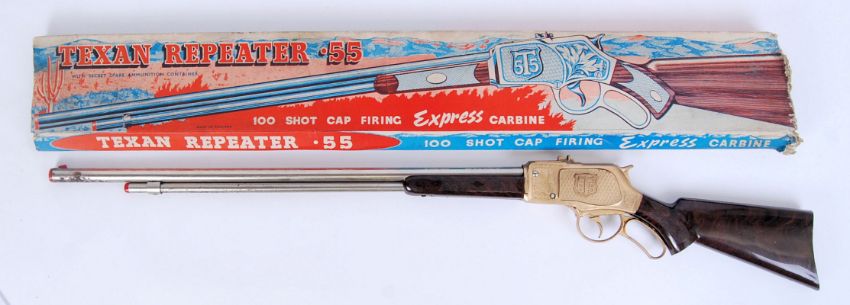 TEXAN REPEATER .55
WITH SECRET SPARE AMMUNITION CONTAINER
100 SHOT CAP FIRING Express CARBINE
TEXAN REPEATER .55
100 SHOT CAP FIRING Express CARBINE